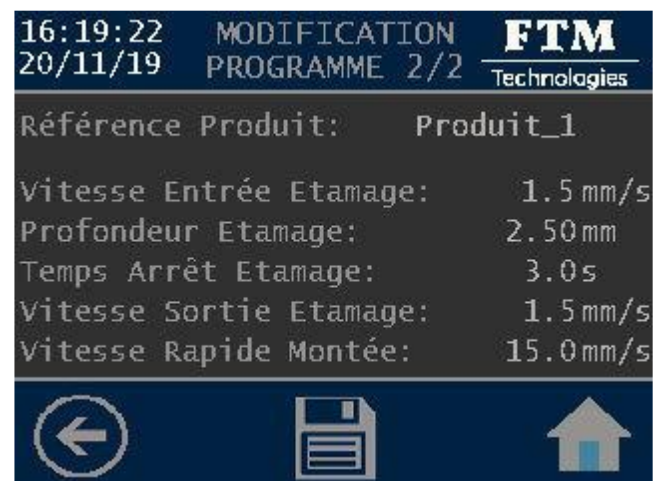 16:19:22
20/11/19
MODIFICATION
PROGRAMME 2/2
FTM
Technologies
Référence Produit: Produit_1
Vitesse Entrée Etamage: 1.5 mm/s
Profondeur Etamage: 2.50 mm
Temps Arrêt Etamage: 3.0 s
Vitesse Sortie Etamage: 1.5 mm/s
Vitesse Rapide Montée: 15.0 mm/s